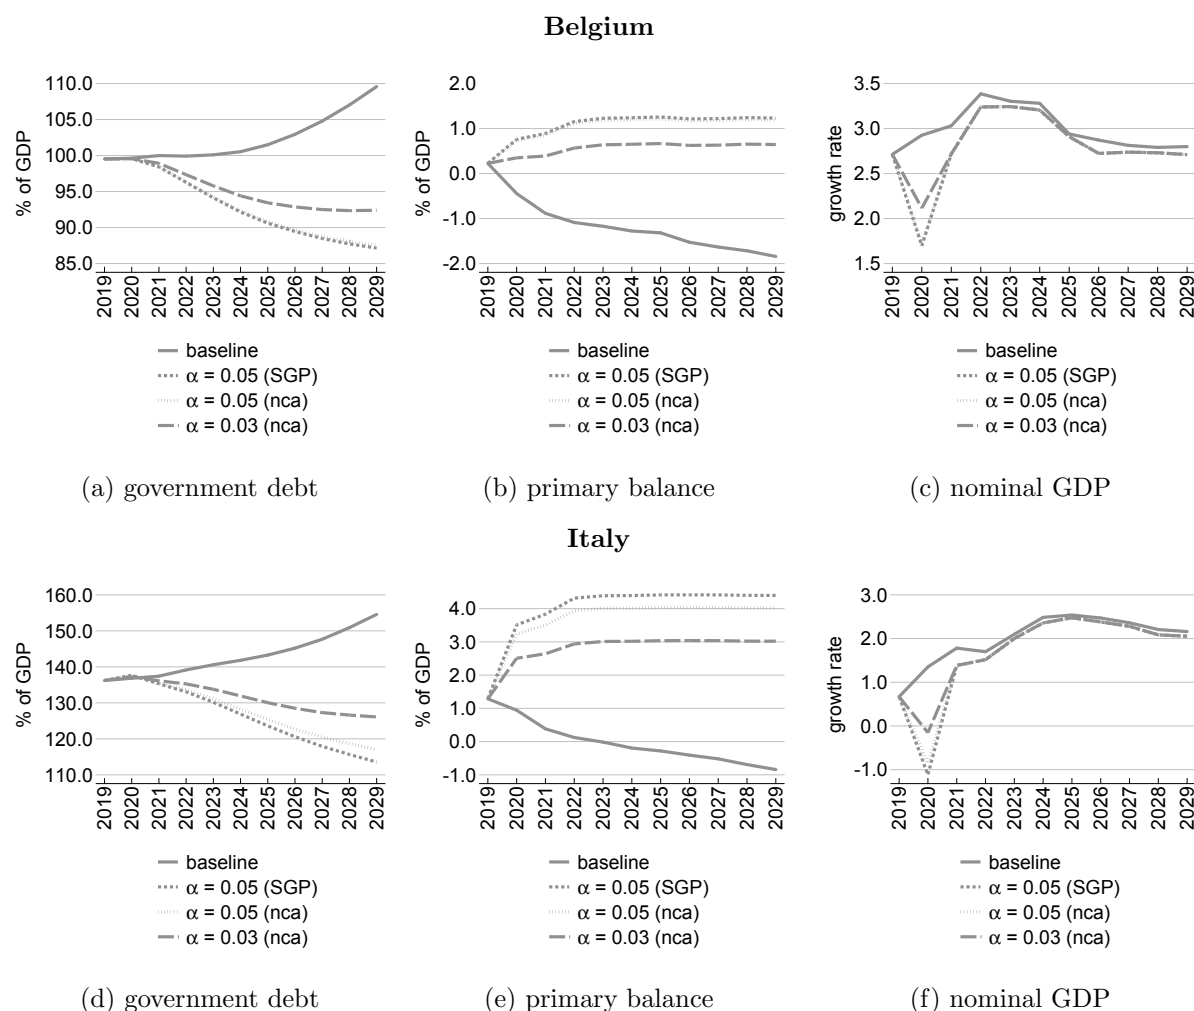 Belgium
% of GDP
110.0
105.0
100.0
95.0
90.0
85.0
2019 2020 2021 2022 2023 2024 2025 2026 2027 2028 2029
baseline
α = 0.05 (SGP)
α = 0.05 (nca)
α = 0.03 (nca)
(a) government debt
% of GDP
2.0
1.0
0.0
-1.0
-2.0
2019 2020 2021 2022 2023 2024 2025 2026 2027 2028 2029
baseline
α = 0.05 (SGP)
α = 0.05 (nca)
α = 0.03 (nca)
(b) primary balance
growth rate
3.5
3.0
2.5
2.0
1.5
2019 2020 2021 2022 2023 2024 2025 2026 2027 2028 2029
baseline
α = 0.05 (SGP)
α = 0.05 (nca)
α = 0.03 (nca)
(c) nominal GDP
Italy
% of GDP
160.0
150.0
140.0
130.0
120.0
110.0
2019 2020 2021 2022 2023 2024 2025 2026 2027 2028 2029
baseline
α = 0.05 (SGP)
α = 0.05 (nca)
α = 0.03 (nca)
(d) government debt
% of GDP
4.0
3.0
2.0
1.0
0.0
-1.0
2019 2020 2021 2022 2023 2024 2025 2026 2027 2028 2029
baseline
α = 0.05 (SGP)
α = 0.05 (nca)
α = 0.03 (nca)
(e) primary balance
growth rate
3.0
2.0
1.0
0.0
-1.0
2019 2020 2021 2022 2023 2024 2025 2026 2027 2028 2029
baseline
α = 0.05 (SGP)
α = 0.05 (nca)
α = 0.03 (nca)
(f) nominal GDP